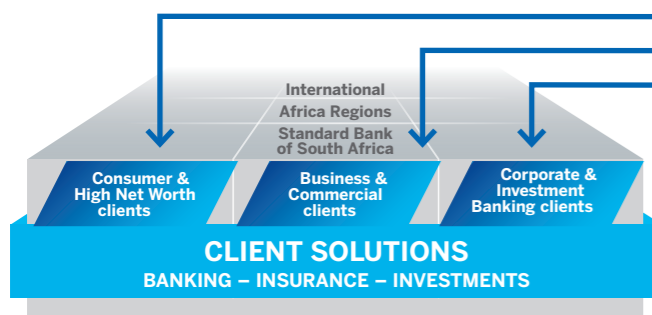 International
Africa Regions
Standard Bank
of South Africa
Consumer &
High Net Worth
clients
Business &
Commercial
clients
Corporate &
Investment
Banking clients
CLIENT SOLUTIONS
BANKING – INSURANCE – INVESTMENTS